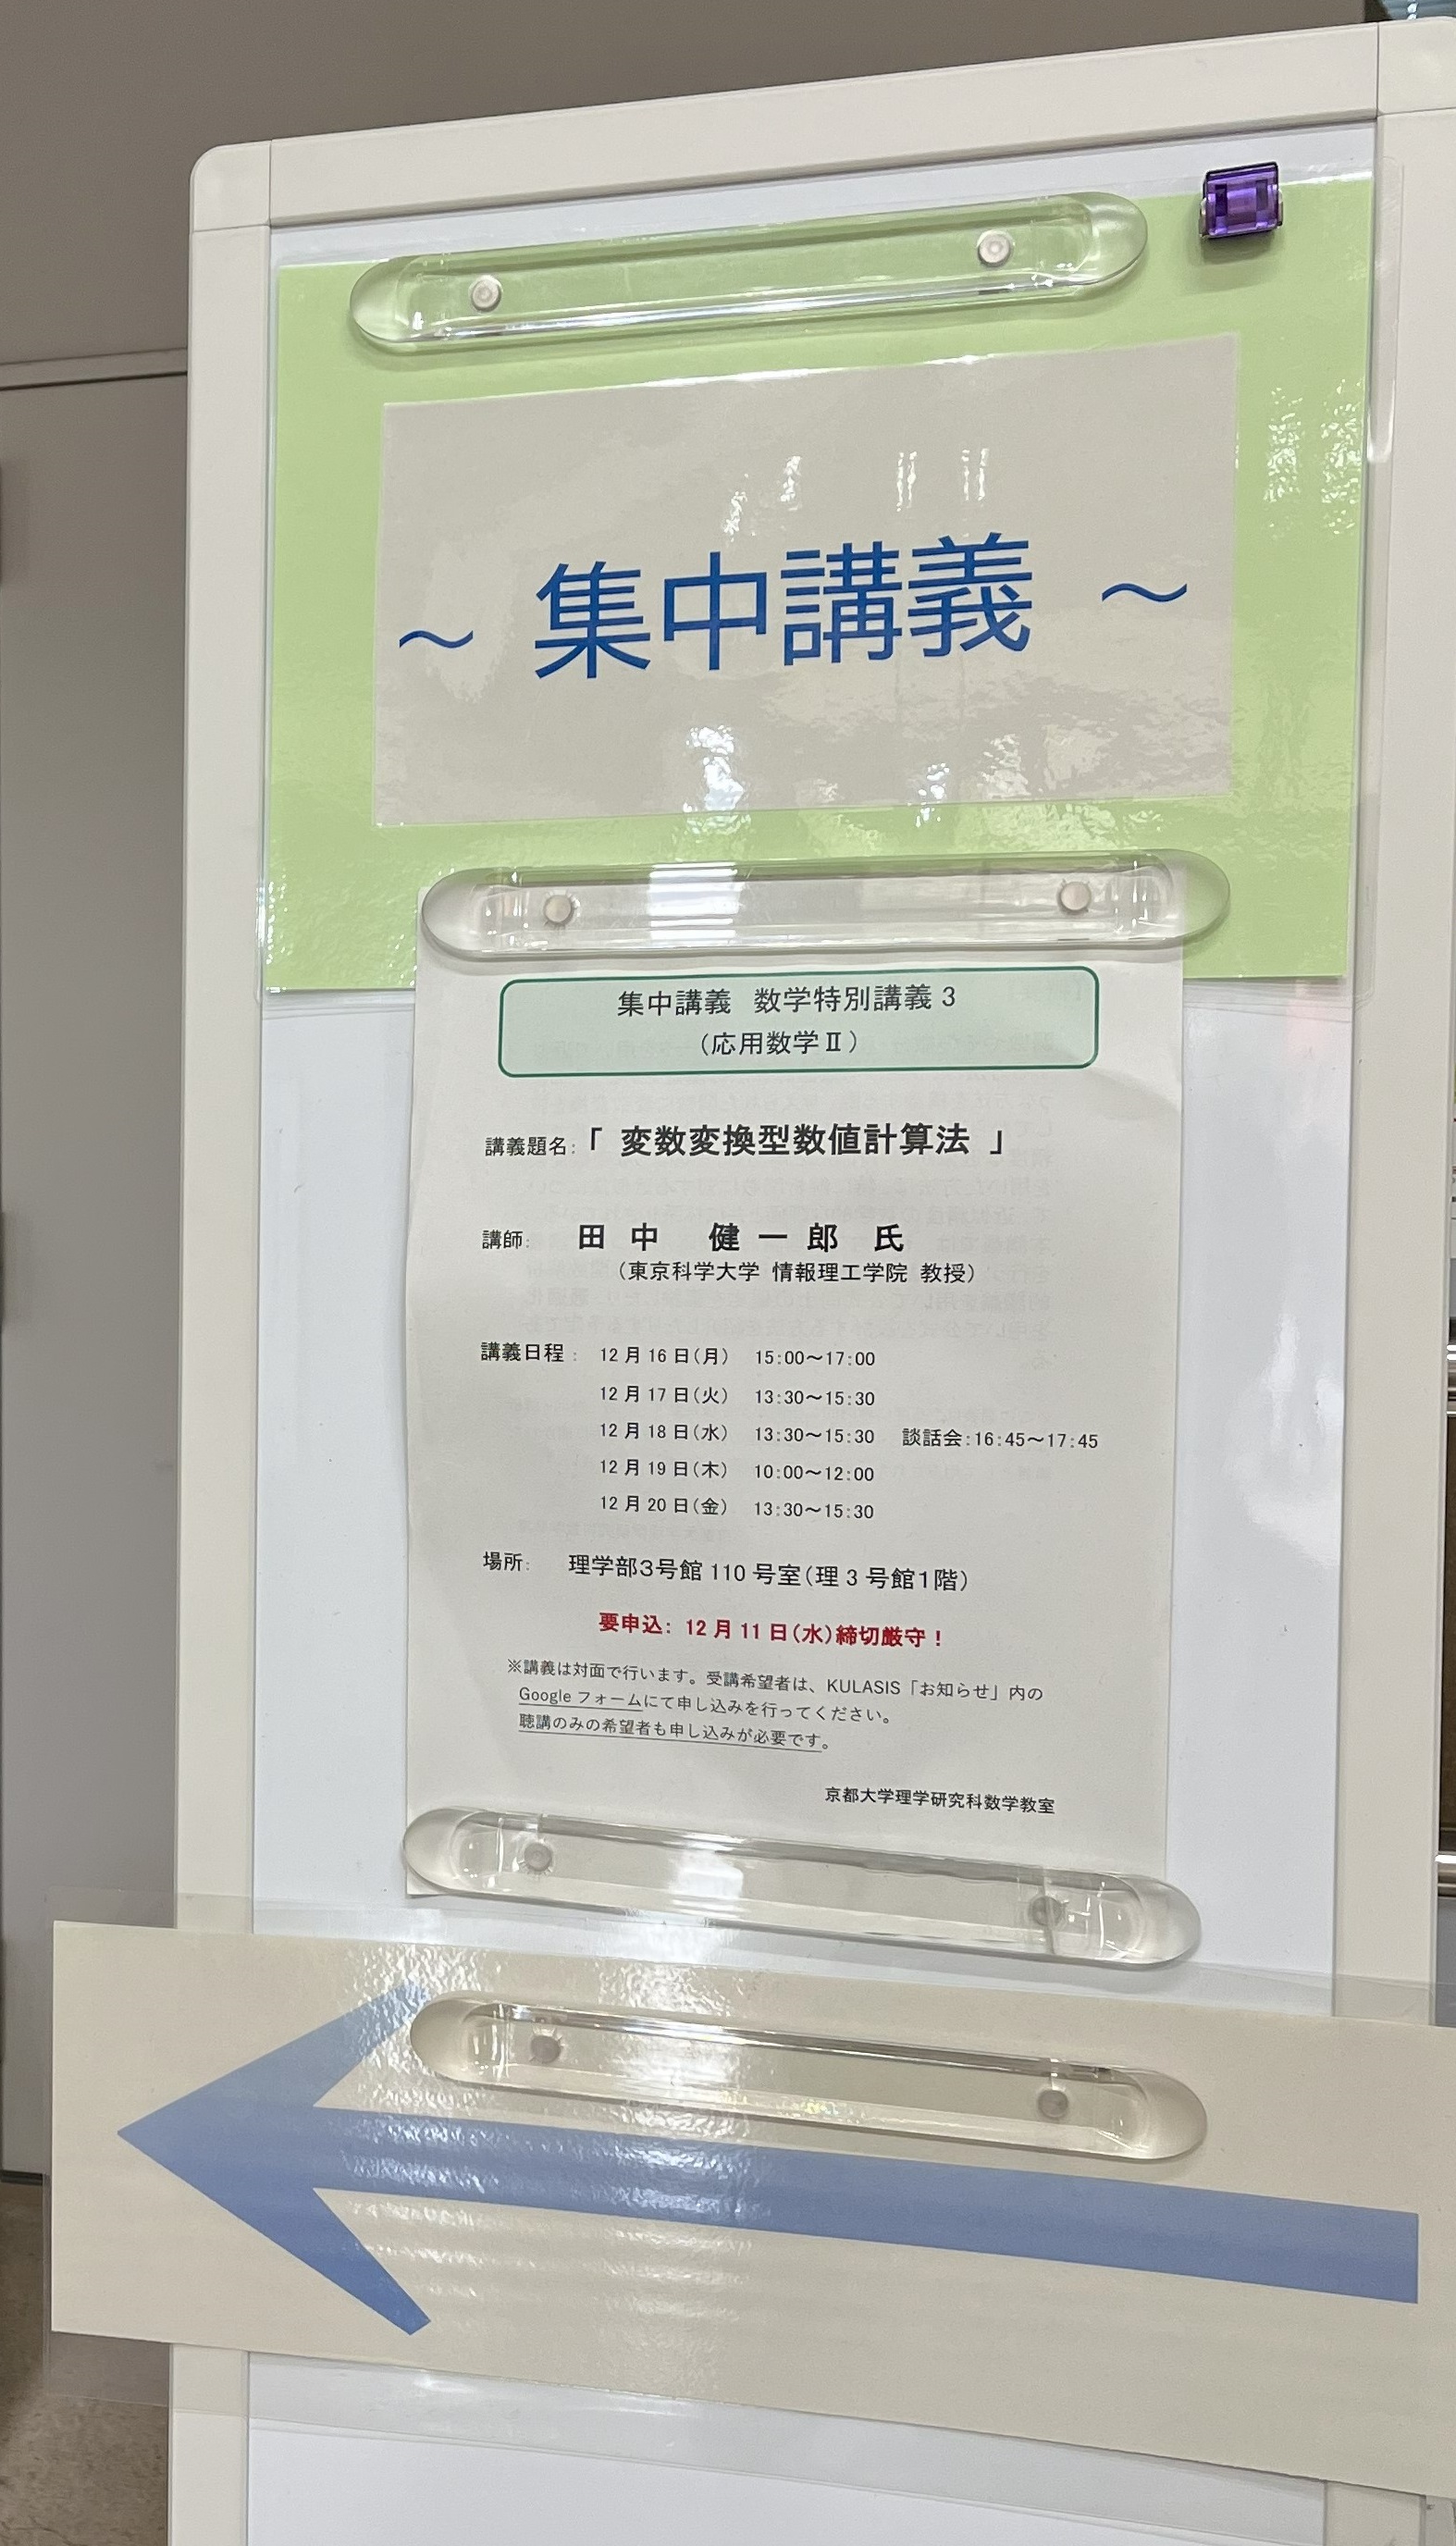 ～ 集中講義 ～
集中講義 数学特別講義 3
（応用数学Ⅱ）
講義題名：「 変数変換型数値計算法 」
講師： 田 中 健 一 郎 氏
（東京科学大学 情報理工学院 教授）
講義日程： 12 月 16 日（月） 15：00～17：00
12 月 17 日（火） 13：30～15：30
12 月 18 日（水） 13：30～15：30 談話会：16：45～17：45
12 月 19 日（木） 10：00～12：00
12 月 20 日（金） 13：30～15：30
場所： 理学部３号館 110 号室（理 3 号館１階）
要申込： 12 月 11 日（水）締切厳守！
※講義は対面で行います。受講希望者は、KULASIS「お知らせ」内の
Google フォームにて申し込みを行ってください。
聴講のみの希望者も申し込みが必要です。
京都大学理学研究科数学教室